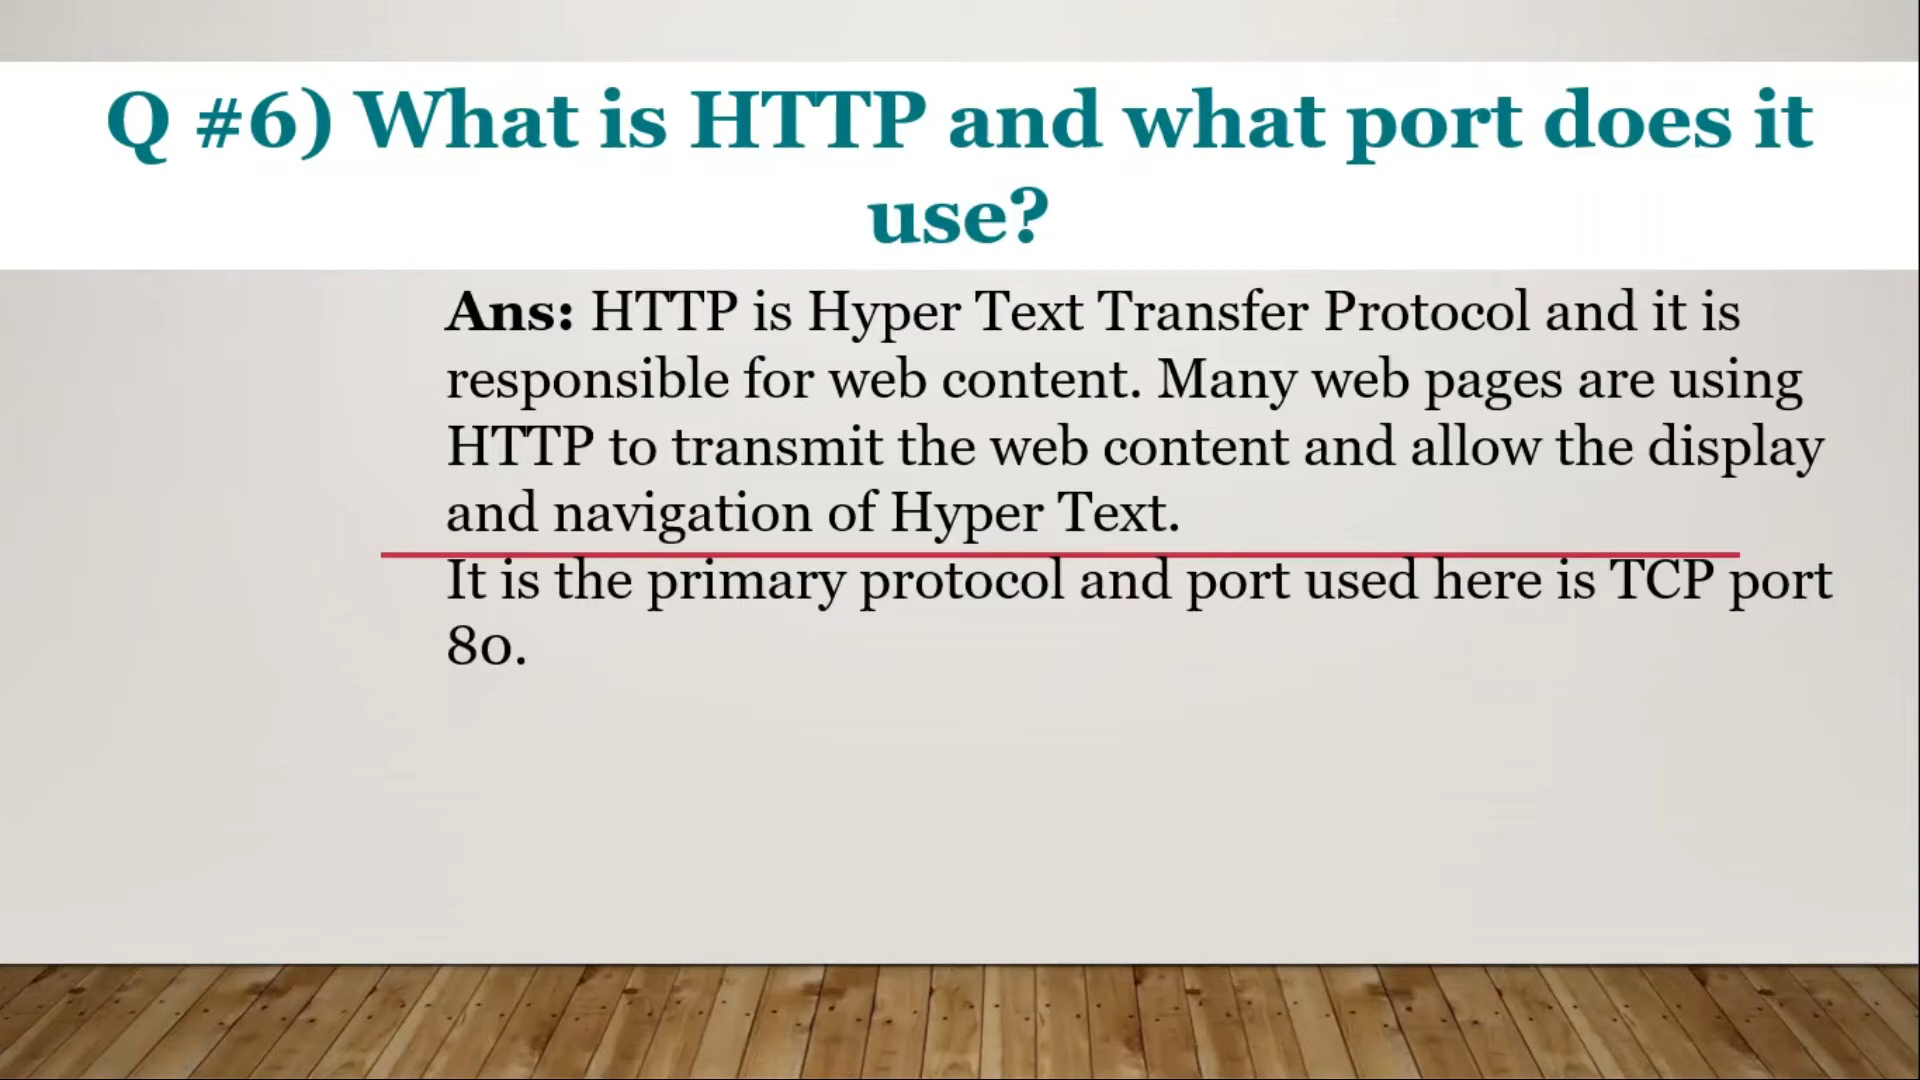 Q #6) What is HTTP and what port does it
use?
Ans: HTTP is Hyper Text Transfer Protocol and it is
responsible for web content. Many web pages are using
HTTP to transmit the web content and allow the display
and navigation of Hyper Text.
It is the primary protocol and port used here is TCP port
80.